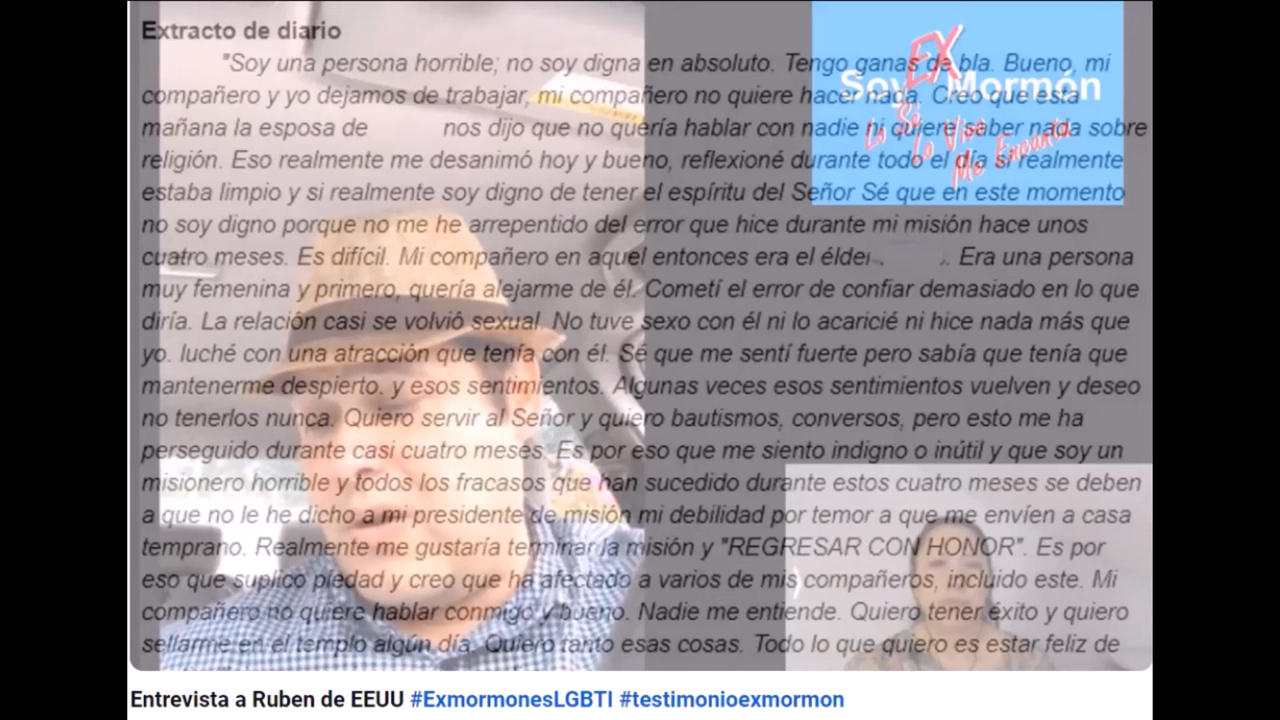 Extracto de diario
"Soy una persona horrible; no soy digna en absoluto. Tengo ganas de bla. Bueno, mi
compañero y yo dejamos de trabajar, mi compañero no quiere hacer nada. Creo que esta
mañana la esposa de nos dijo que no quería hablar con nadie ni quiere saber nada sobre
religión. Eso realmente me desanimó hoy y bueno, reflexioné durante todo el día si realmente
estaba limpio y si realmente soy digno de tener el espíritu del Señor Sé que en este momento
no soy digno porque no me he arrepentido del error que hice durante mi misión hace unos
cuatro meses. Es difícil. Mi compañero en aquel entonces era el élder . Era una persona
muy femenina y primero, quería alejarme de él. Cometí el error de confiar demasiado en lo que
diría. La relación casi se volvió sexual. No tuve sexo con él ni lo acaricié ni hice nada más que
yo. luché con una atracción que tenía con él. Sé que me sentí fuerte pero sabía que tenía que
mantenerme despierto. y esos sentimientos. Algunas veces esos sentimientos vuelven y deseo
no tenerlos nunca. Quiero servir al Señor y quiero bautismos, conversos, pero esto me ha
perseguido durante casi cuatro meses. Es por eso que me siento indigno o inútil y que soy un
misionero horrible y todos los fracasos que han sucedido durante estos cuatro meses se deben
a que no le he dicho a mi presidente de misión mi debilidad por temor a que me envíen a casa
temprano. Realmente me gustaría terminar la misión y "REGRESAR CON HONOR". Es por
eso que suplico piedad y creo que ha afectado a varios de mis compañeros, incluido este. Mi
compañero no quiere hablar conmigo y bueno. Nadie me entiende. Quiero tener éxito y quiero
sellarme en el templo algún día. Quiero tanto esas cosas. Todo lo que quiero es estar feliz de
Soy EX Mormón
Lo Sé
Lo Vivo
Me Encanta
Entrevista a Ruben de EEUU #ExmormonesLGBTI #testimonioexmormon